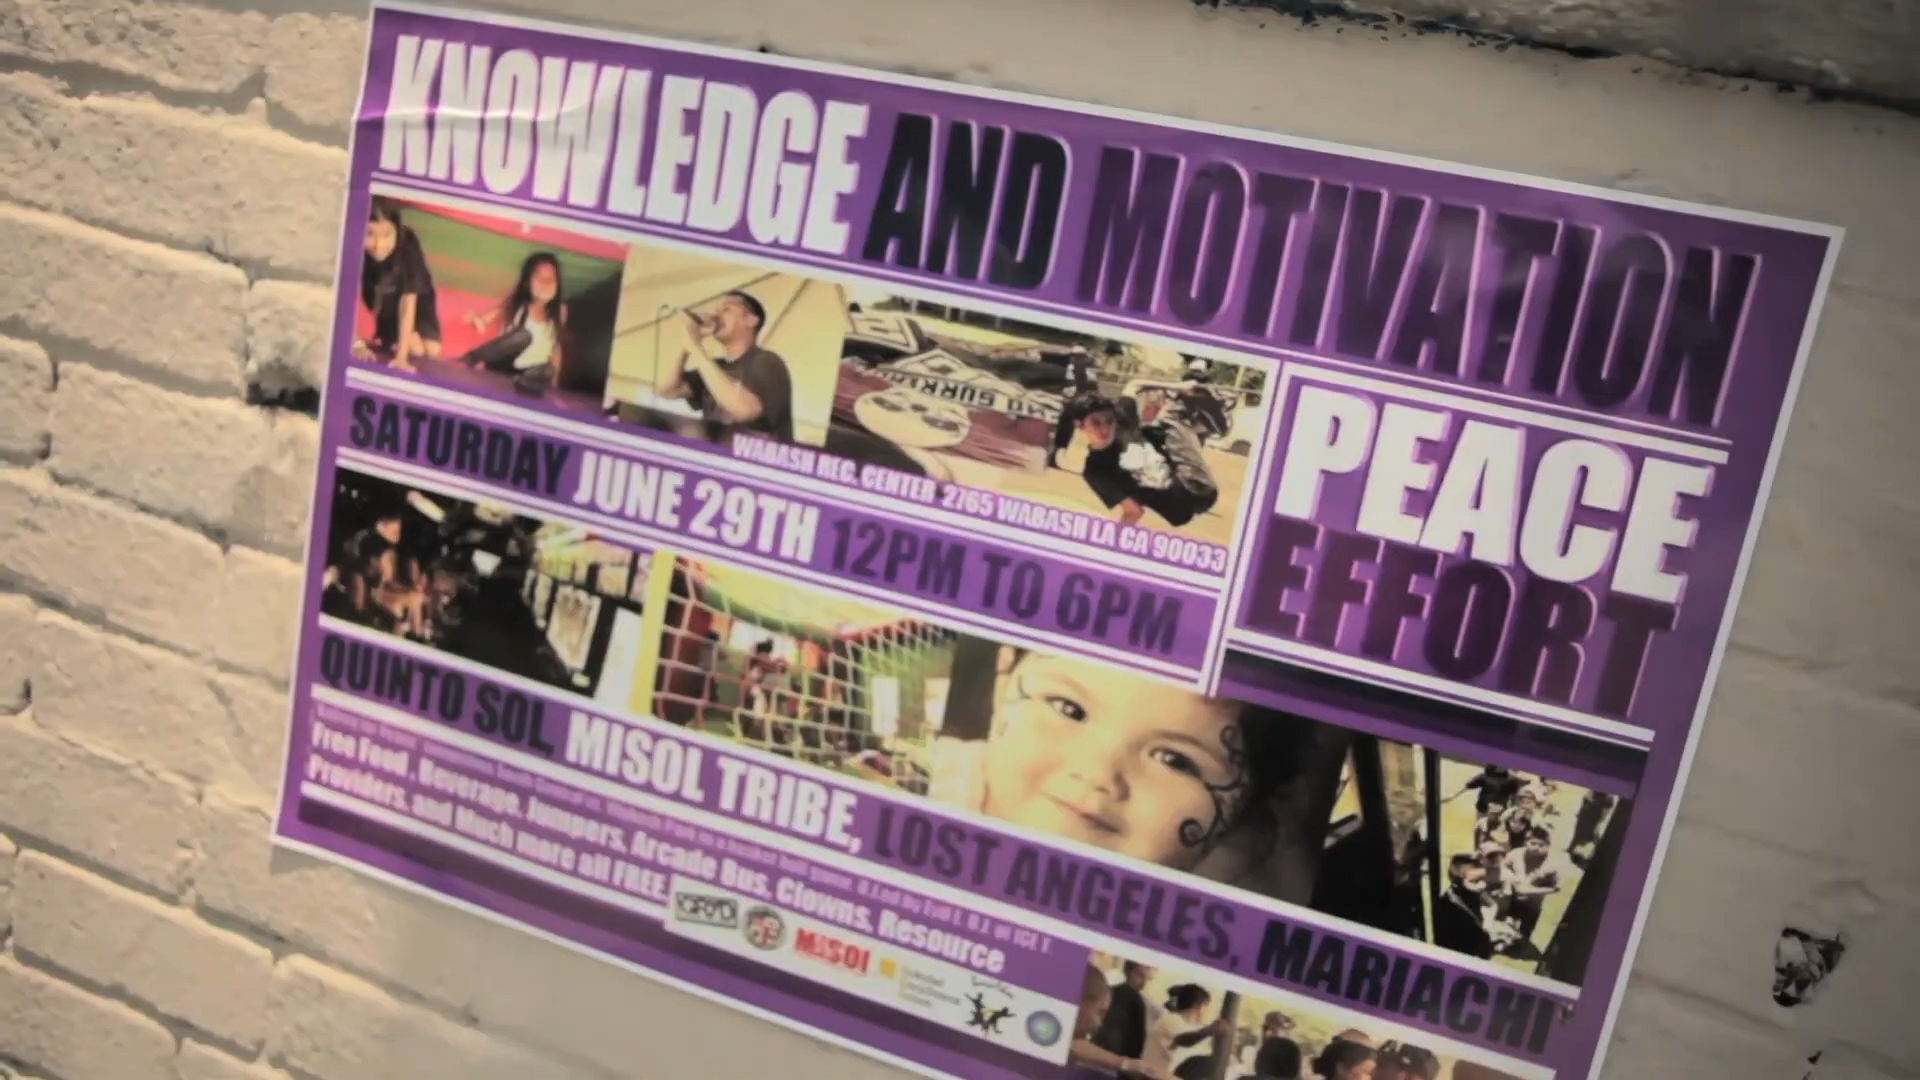 KNOWLEDGE AND MOTIVATION
PEACE
EFFORT
WABASH REC. CENTER 2765 WABASH LA CA 90033
SATURDAY JUNE 29TH 12PM TO 6PM
QUINTO SOL, MISOL TRIBE, LOST ANGELES, MARIACHI
Free Food, Beverage, Jumpers, Arcade Bus, Clowns, Resource
Providers, and Much more all FREE
GRYD